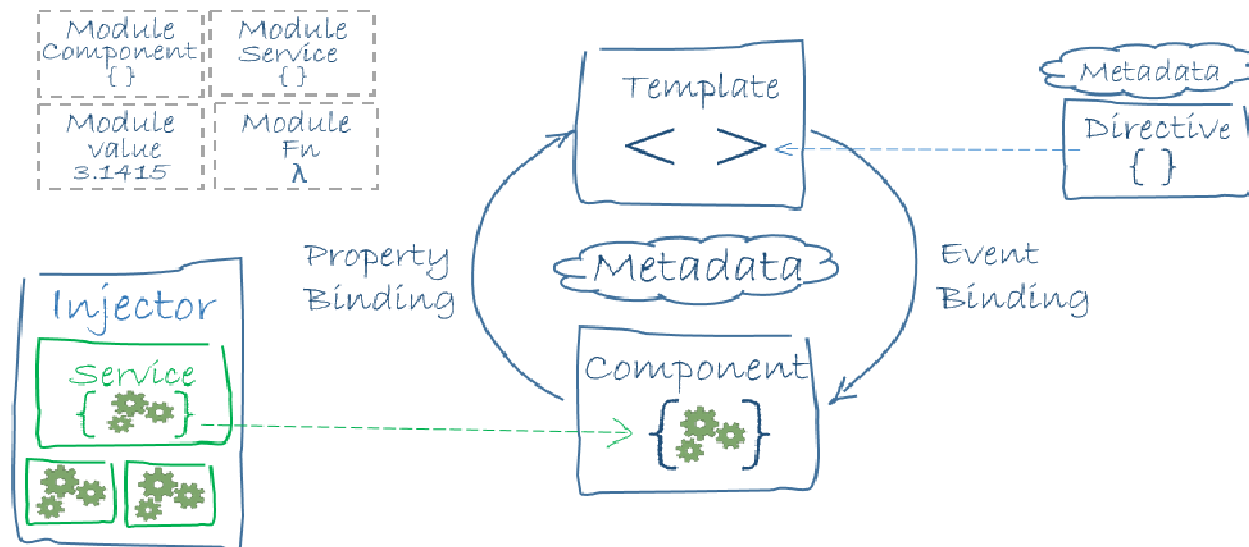 Module
Component
{ }
Module
Service
{ }
Module
value
3.1415
Module
Fn
λ
Template
< >
Metadata
Directive
{ }
Property
Binding
Metadata
Event
Binding
Injector
Service
{ }
Component
{ }